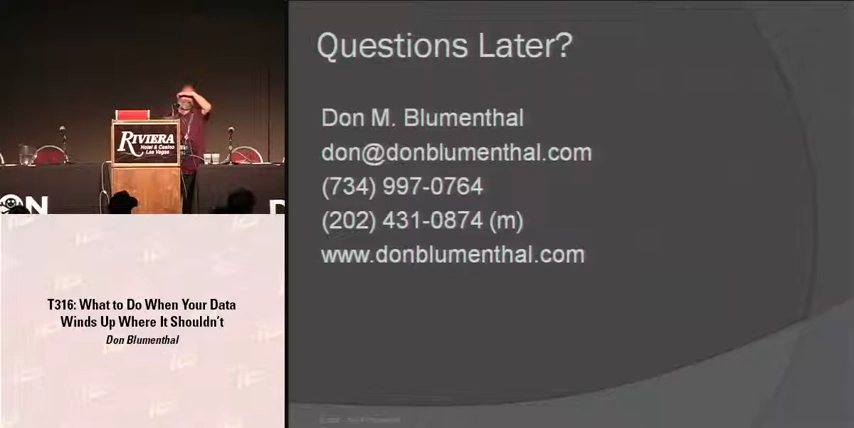 RIVIERA
Hotel & Casino
Las Vegas
ON
D
T316: What to Do When Your Data
Winds Up Where It Shouldn't
Don Blumenthal
Questions Later?
Don M. Blumenthal
don@donblumenthal.com
(734) 997-0764
(202) 431-0874 (m)
www.donblumenthal.com